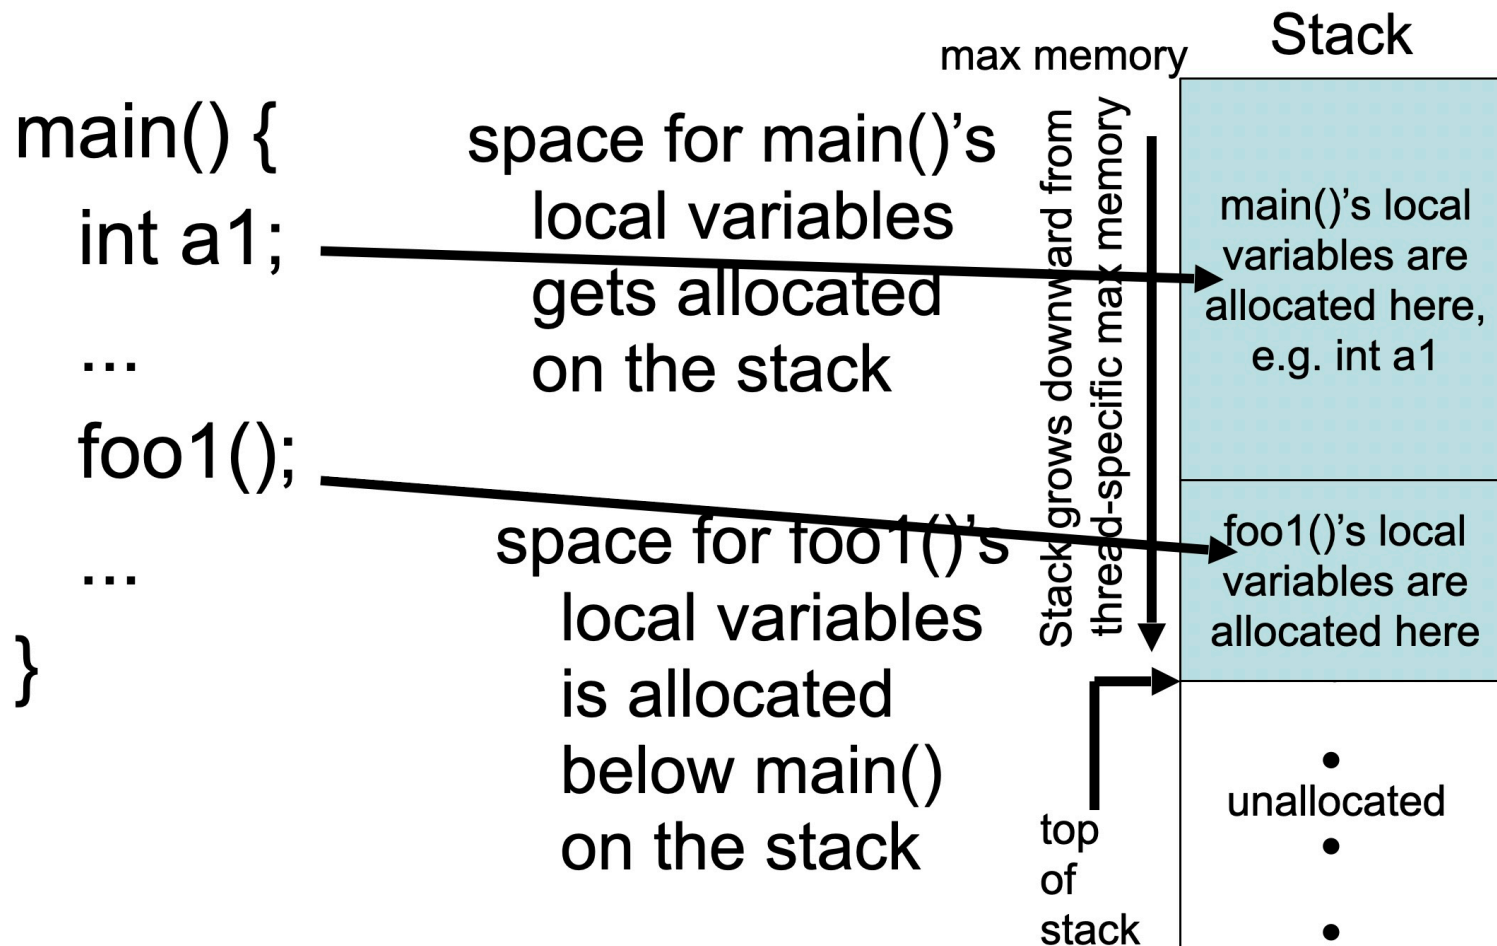 main() {
int a1;
...
foo1();
...
}
space for main()’s
local variables
gets allocated
on the stack
space for foo1()’s
local variables
is allocated
below main()
on the stack
max memory
Stack grows downward from
thread-specific max memory
top
of
stack
Stack
main()’s local
variables are
allocated here,
e.g. int a1
foo1()’s local
variables are
allocated here
unallocated